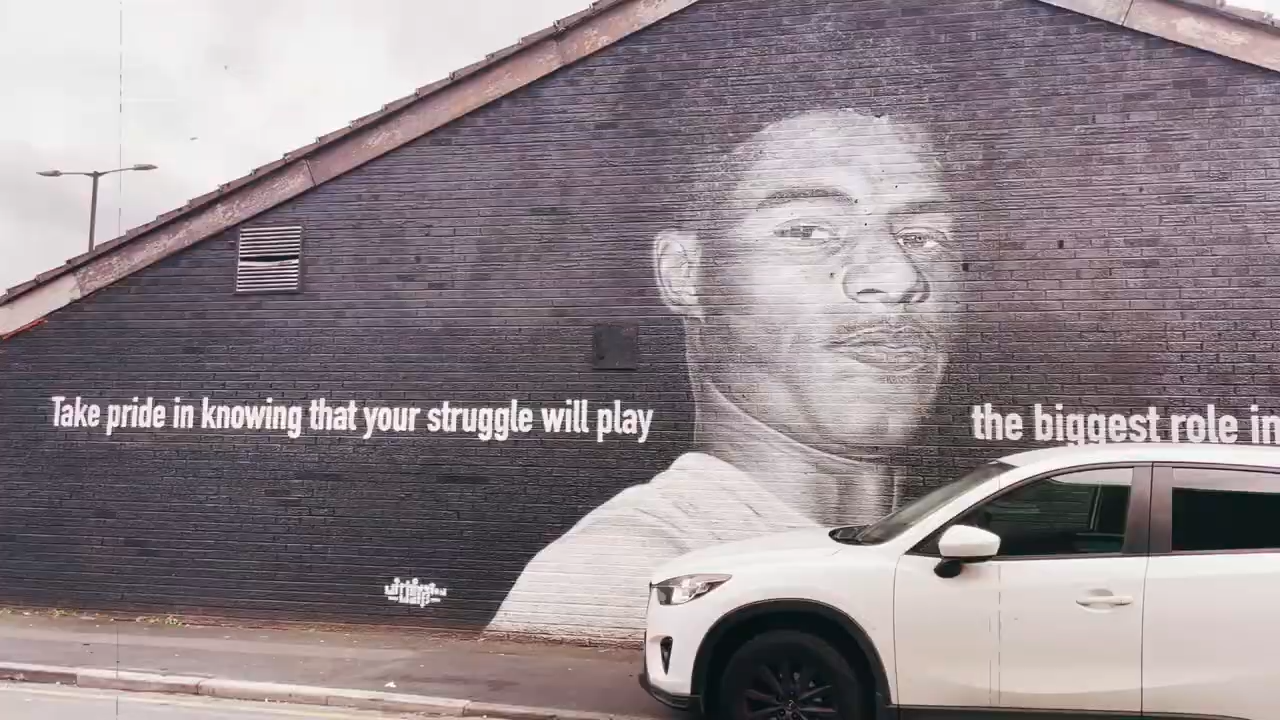 Take pride in knowing that your struggle will play
the biggest role in